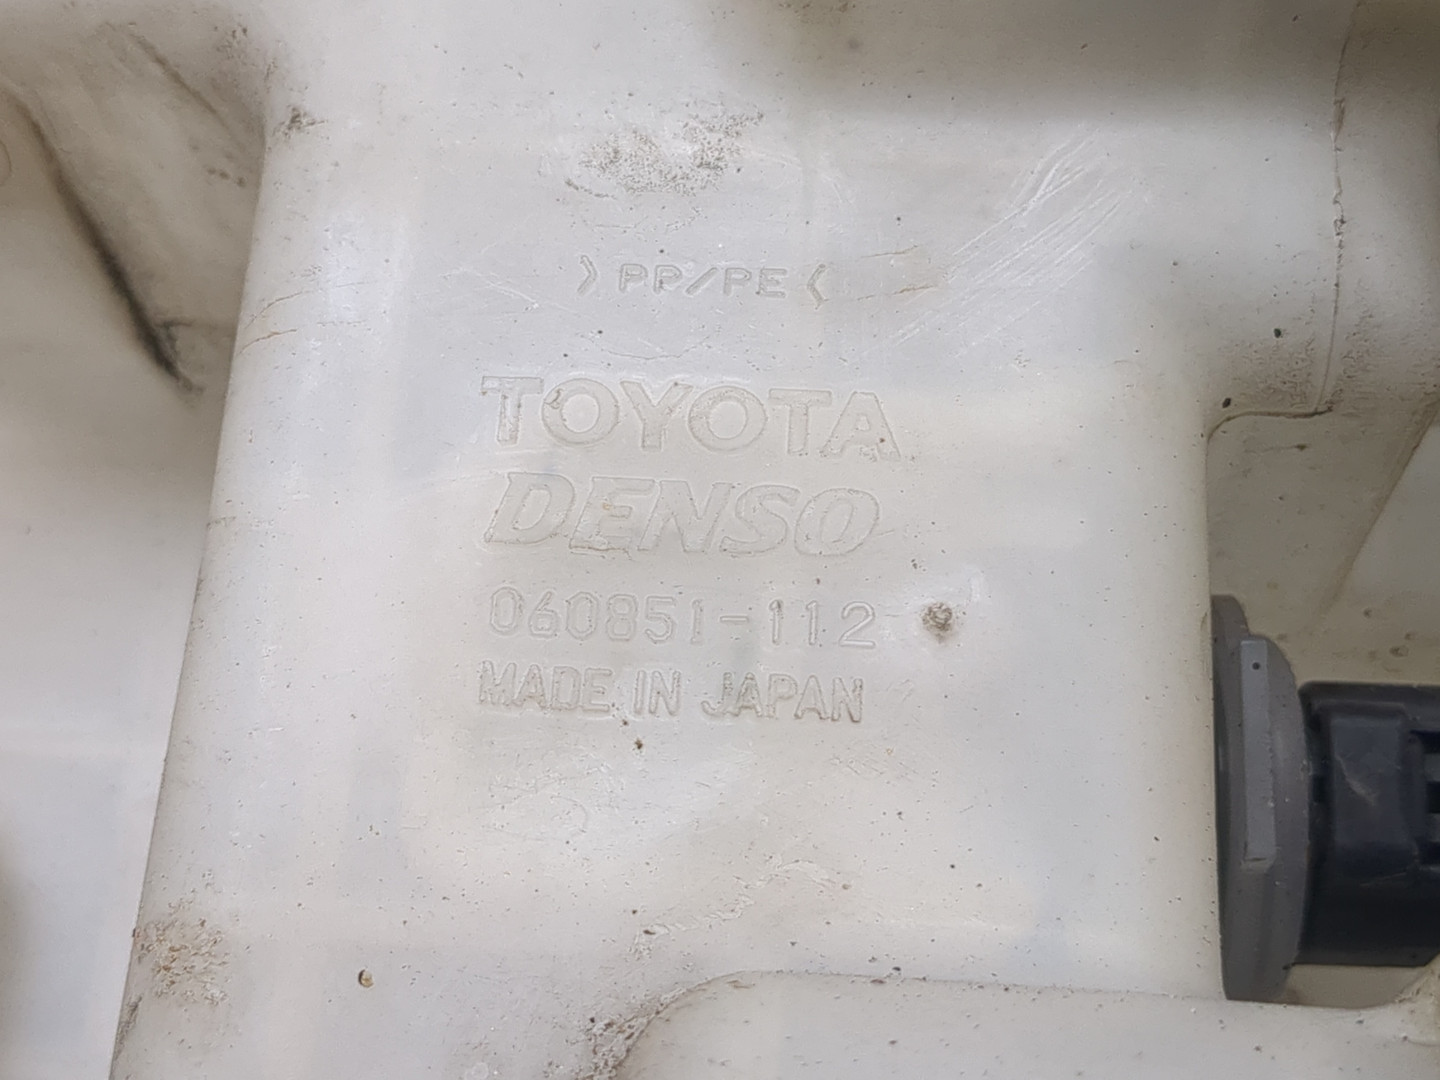 >PP/PE<
TOYOTA
DENSO
060851-112
MADE IN JAPAN